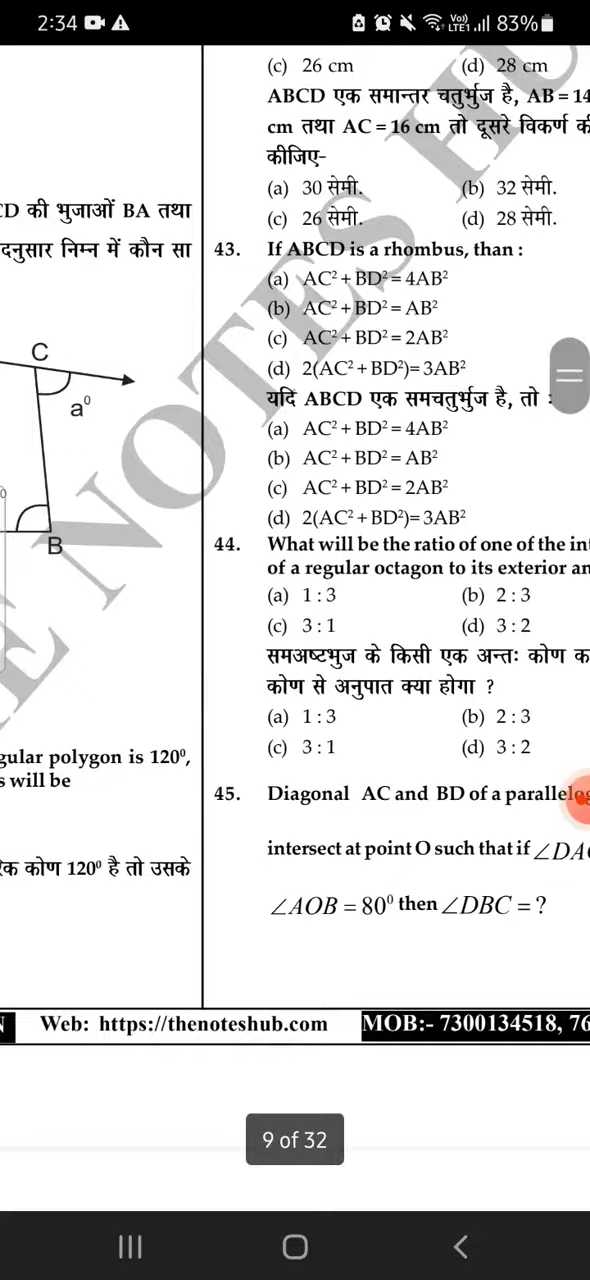 2:34
Vo))
LTE1
83%
(c) 26 cm (d) 28 cm
ABCD एक समान्तर चतुर्भुज है, AB = 14
cm तथा AC = 16 cm तो दूसरे विकर्ण
कीजिए-
(a) 30 सेमी. (b) 32 सेमी.
(c) 26 सेमी. (d) 28 सेमी.
CD की भुजाओं BA तथा
नुसार निम्न में कौन सा
C
a⁰
B
gular polygon is 120⁰,
s will be
कोण 120⁰ है तो उसके
43. If ABCD is a rhombus, than :
(a) AC² + BD² = 4AB²
(b) AC² + BD² = AB²
(c) AC² + BD² = 2AB²
(d) 2(AC² + BD²)= 3AB²
यदि ABCD एक समचतुर्भुज है, तो :
(a) AC² + BD² = 4AB²
(b) AC² + BD² = AB²
(c) AC² + BD² = 2AB²
(d) 2(AC² + BD²)= 3AB²
44. What will be the ratio of one of the int
of a regular octagon to its exterior an
(a) 1 : 3 (b) 2 : 3
(c) 3 : 1 (d) 3 : 2
समअष्टभुज के किसी एक अन्तः कोण क
कोण से अनुपात क्या होगा ?
(a) 1 : 3 (b) 2 : 3
(c) 3 : 1 (d) 3 : 2
45. Diagonal AC and BD of a parallelog
intersect at point O such that if ∠DA
∠AOB = 80⁰ then ∠DBC = ?
Web: https://thenoteshub.com MOB:- 7300134518, 76
9 of 32
E NOTES H